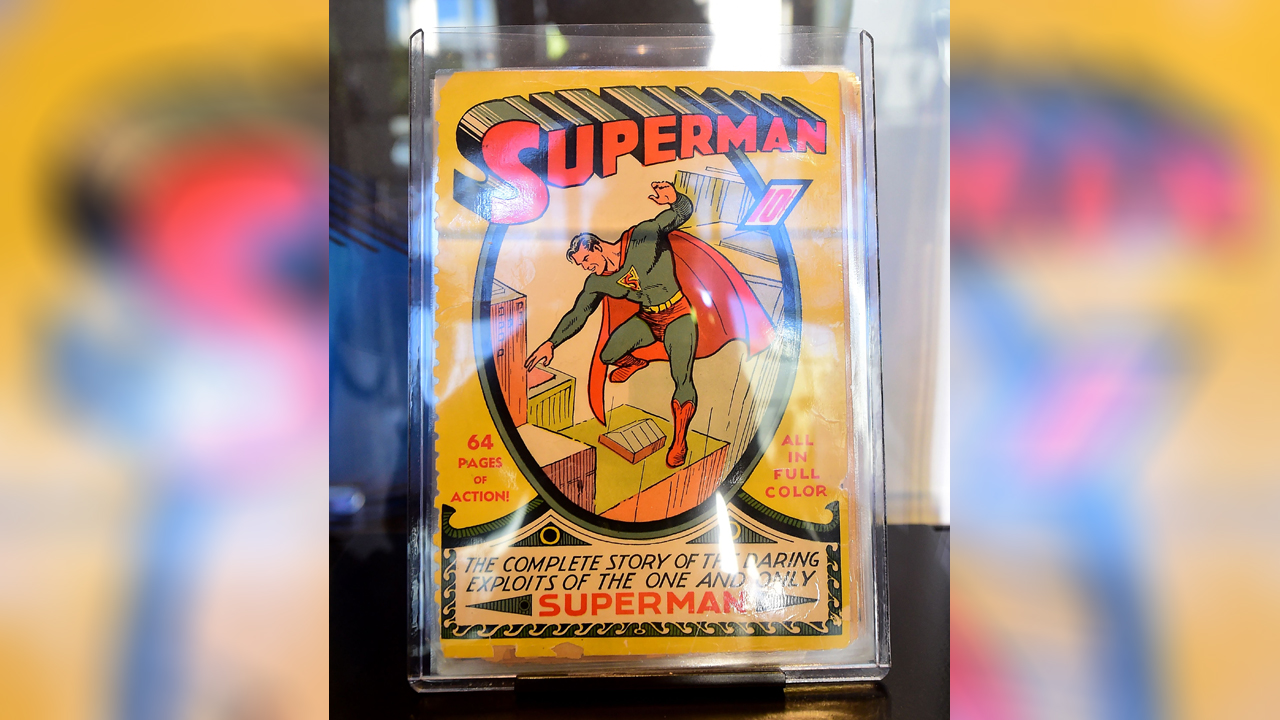 SUPERMAN
10
S
64
PAGES
OF
ACTION!
ALL
IN
FULL
COLOR
THE COMPLETE STORY OF THE DARING
EXPLOITS OF THE ONE AND ONLY
SUPERMAN